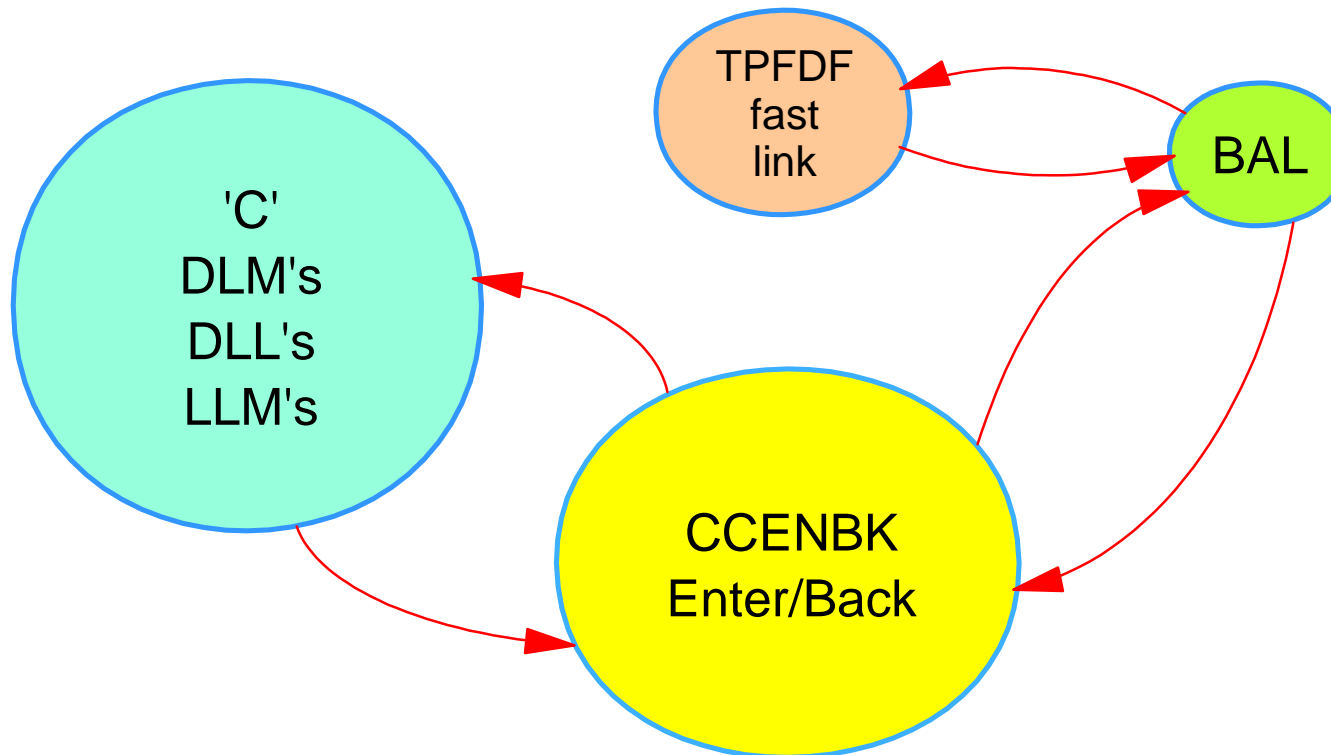 TPFDF
fast
link
BAL
'C'
DLM's
DLL's
LLM's
CCENBK
Enter/Back